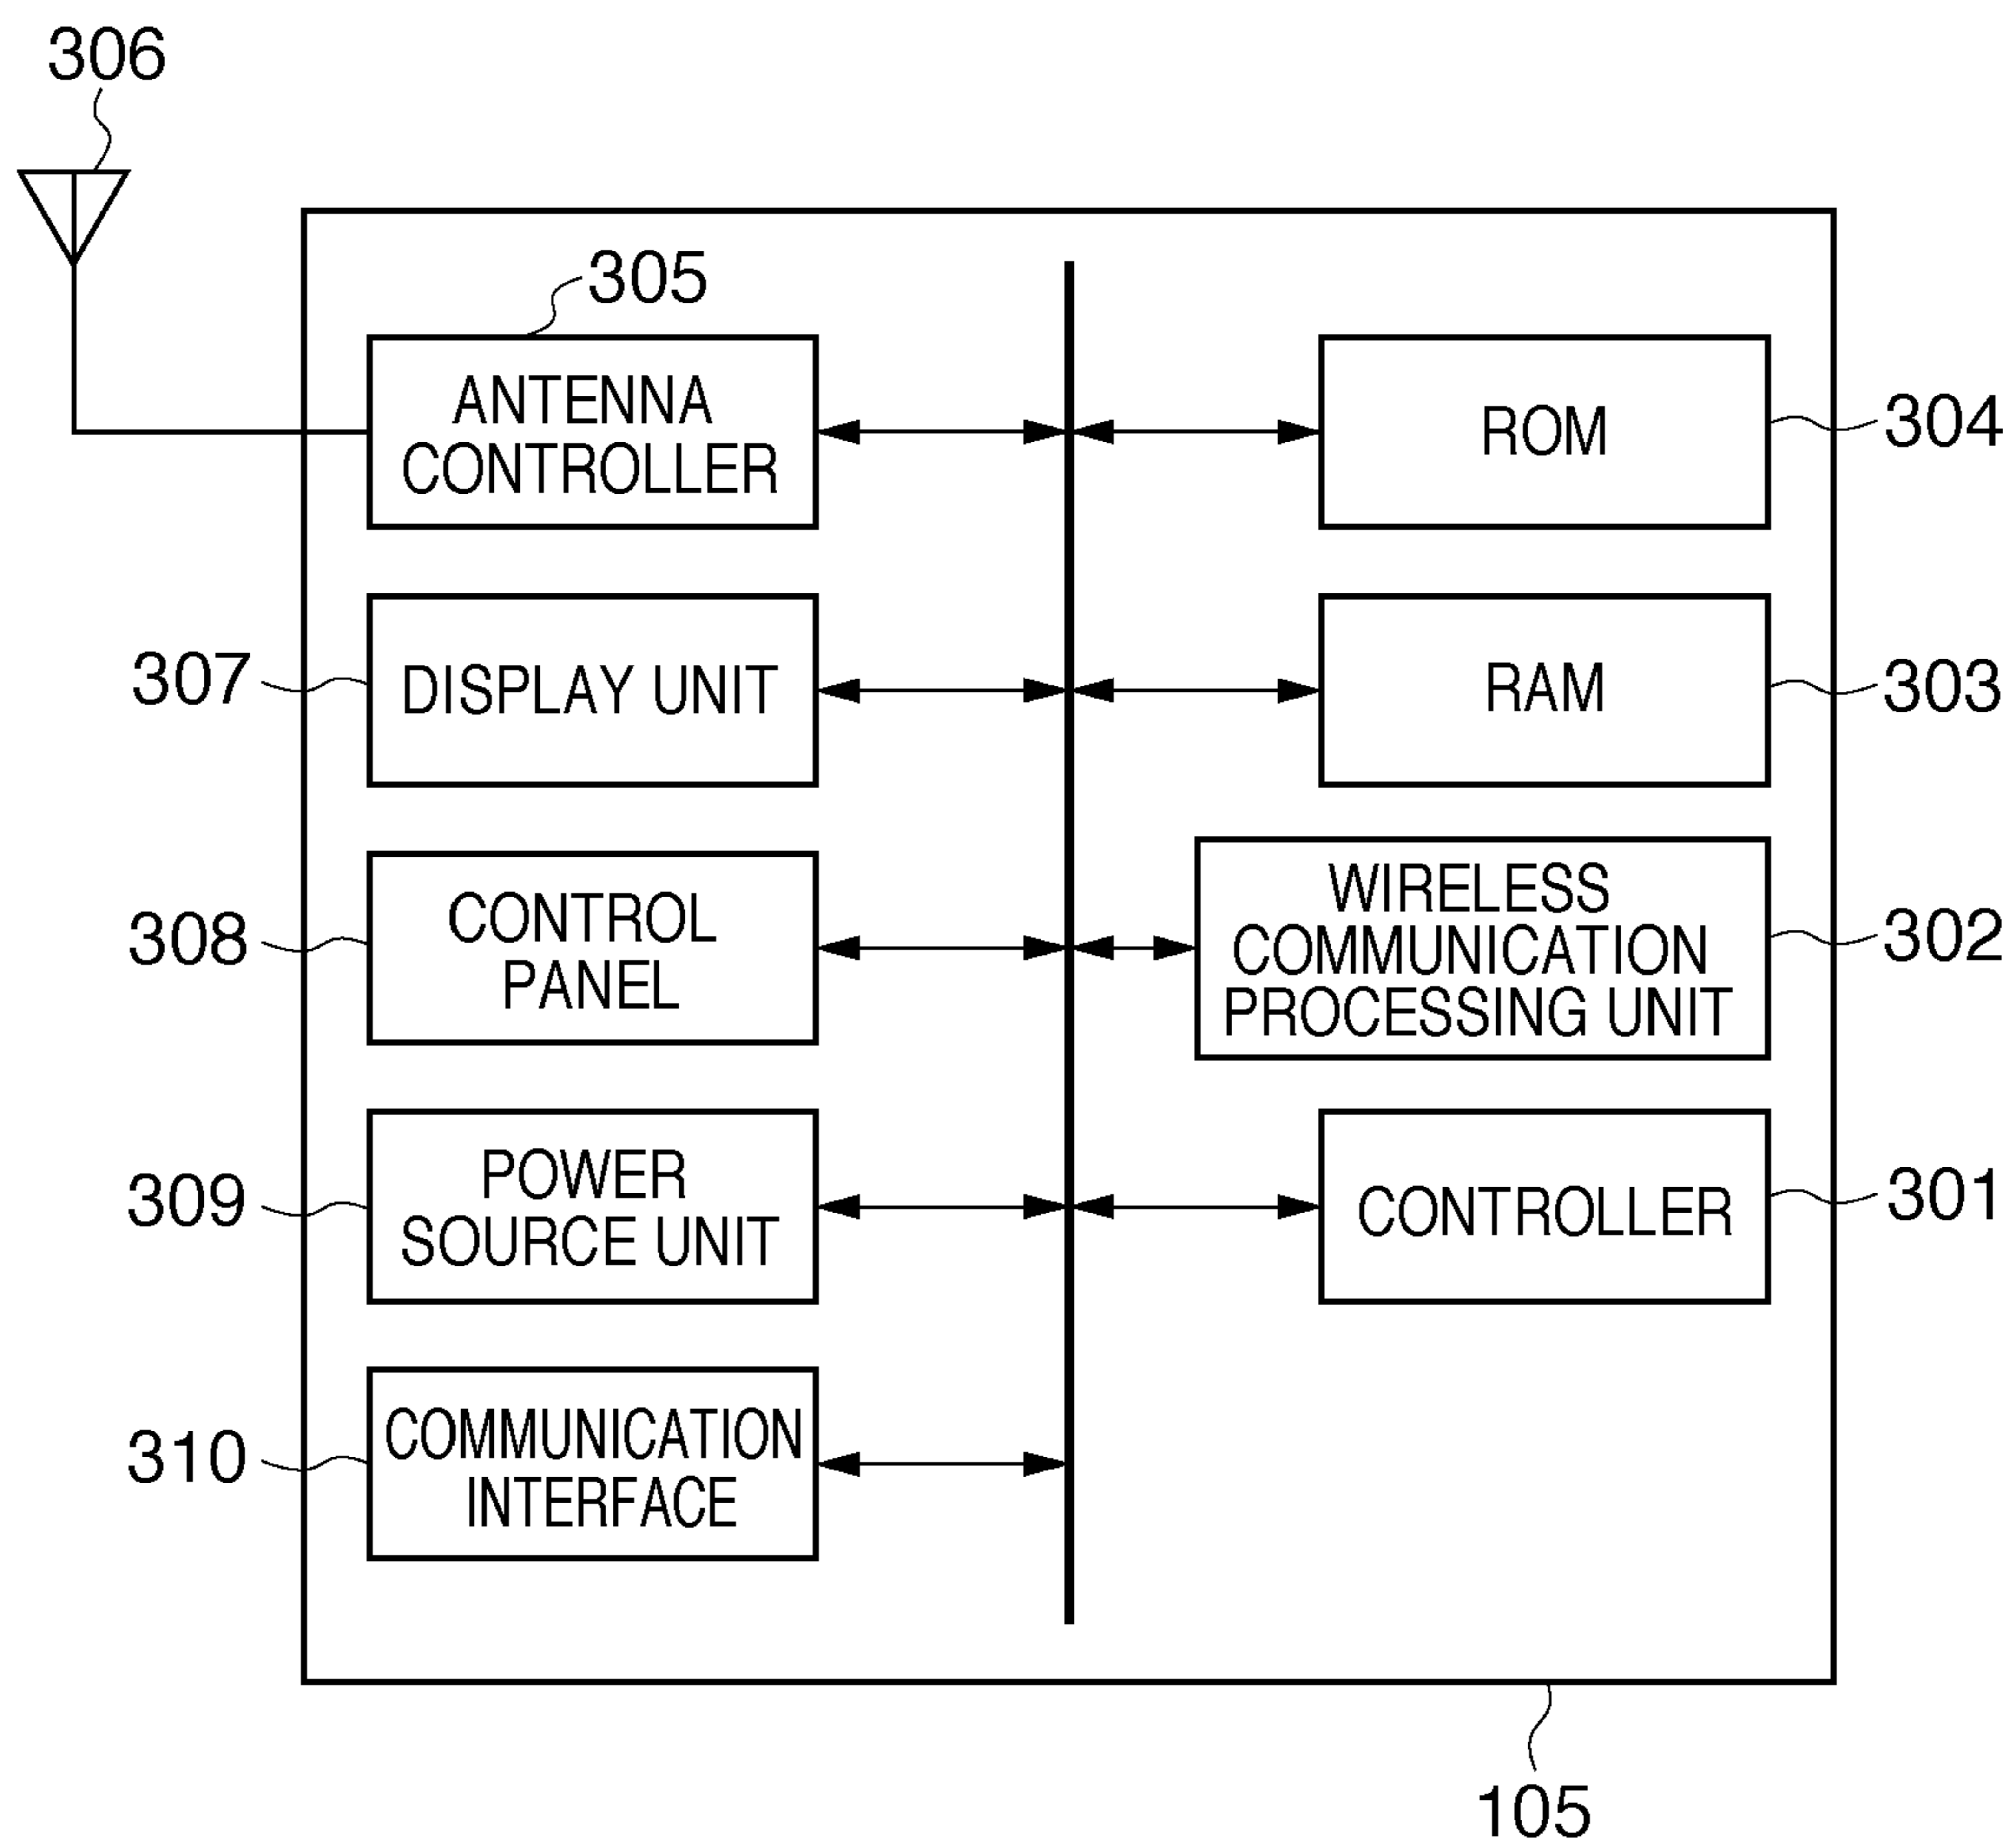 306
305
ANTENNA
CONTROLLER
ROM
304
307
DISPLAY UNIT
RAM
303
308
CONTROL
PANEL
WIRELESS
COMMUNICATION
PROCESSING UNIT
302
309
POWER
SOURCE UNIT
CONTROLLER
301
310
COMMUNICATION
INTERFACE
105